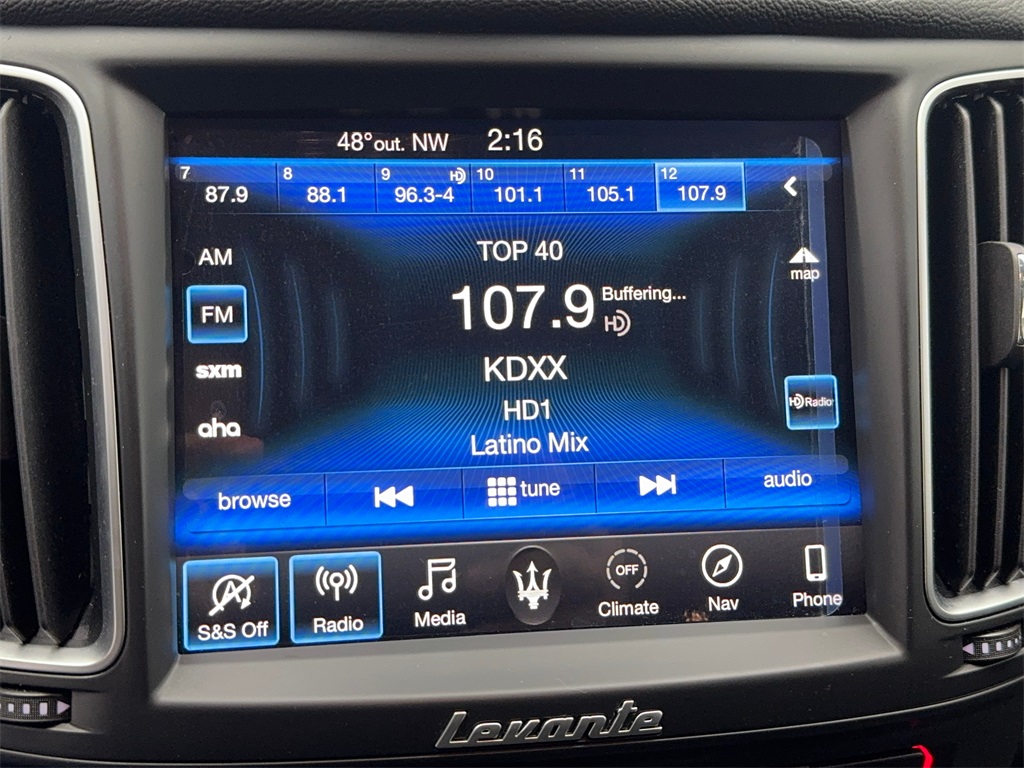 48° out. NW 2:16
7 8 9 HD 10 11 12
87.9 88.1 96.3-4 101.1 105.1 107.9
AM
TOP 40
map
FM
107.9 Buffering...
HD
sxm
KDXX
HD1
HD Radio
aha
Latino Mix
browse tune audio
S&S Off Radio Media OFF Climate Nav Phone
Levante